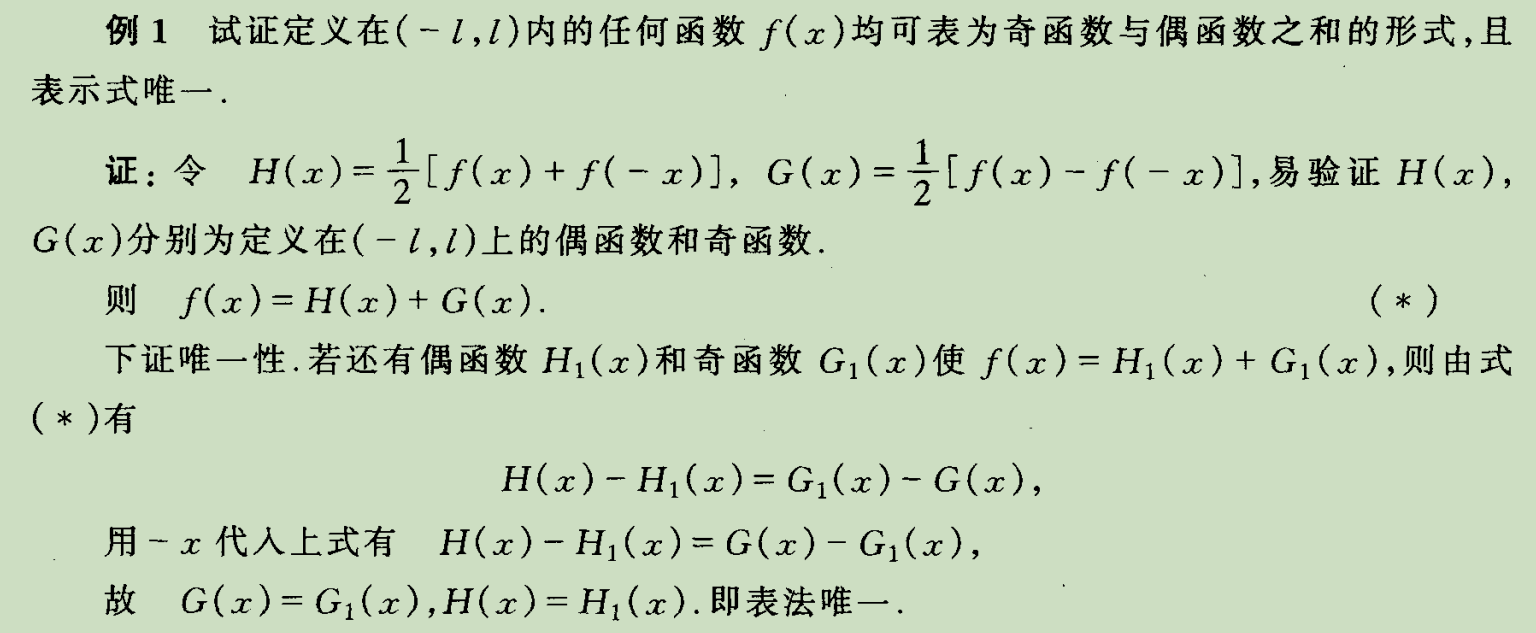 例 1 试证定义在(-l,l)内的任何函数 f(x)均可表为奇函数与偶函数之和的形式,且
表示式唯一.
证: 令 H(x)=\frac{1}{2}[f(x)+f(-x)], G(x)=\frac{1}{2}[f(x)-f(-x)],易验证 H(x),
G(x)分别为定义在(-l,l)上的偶函数和奇函数.
则 f(x)=H(x)+G(x). (*)
下证唯一性.若还有偶函数 H₁(x)和奇函数 G₁(x)使 f(x)=H₁(x)+G₁(x),则由式
(*)有
H(x)-H₁(x)=G₁(x)-G(x),
用-x 代入上式有 H(x)-H₁(x)=G(x)-G₁(x),
故 G(x)=G₁(x),H(x)=H₁(x).即表法唯一.